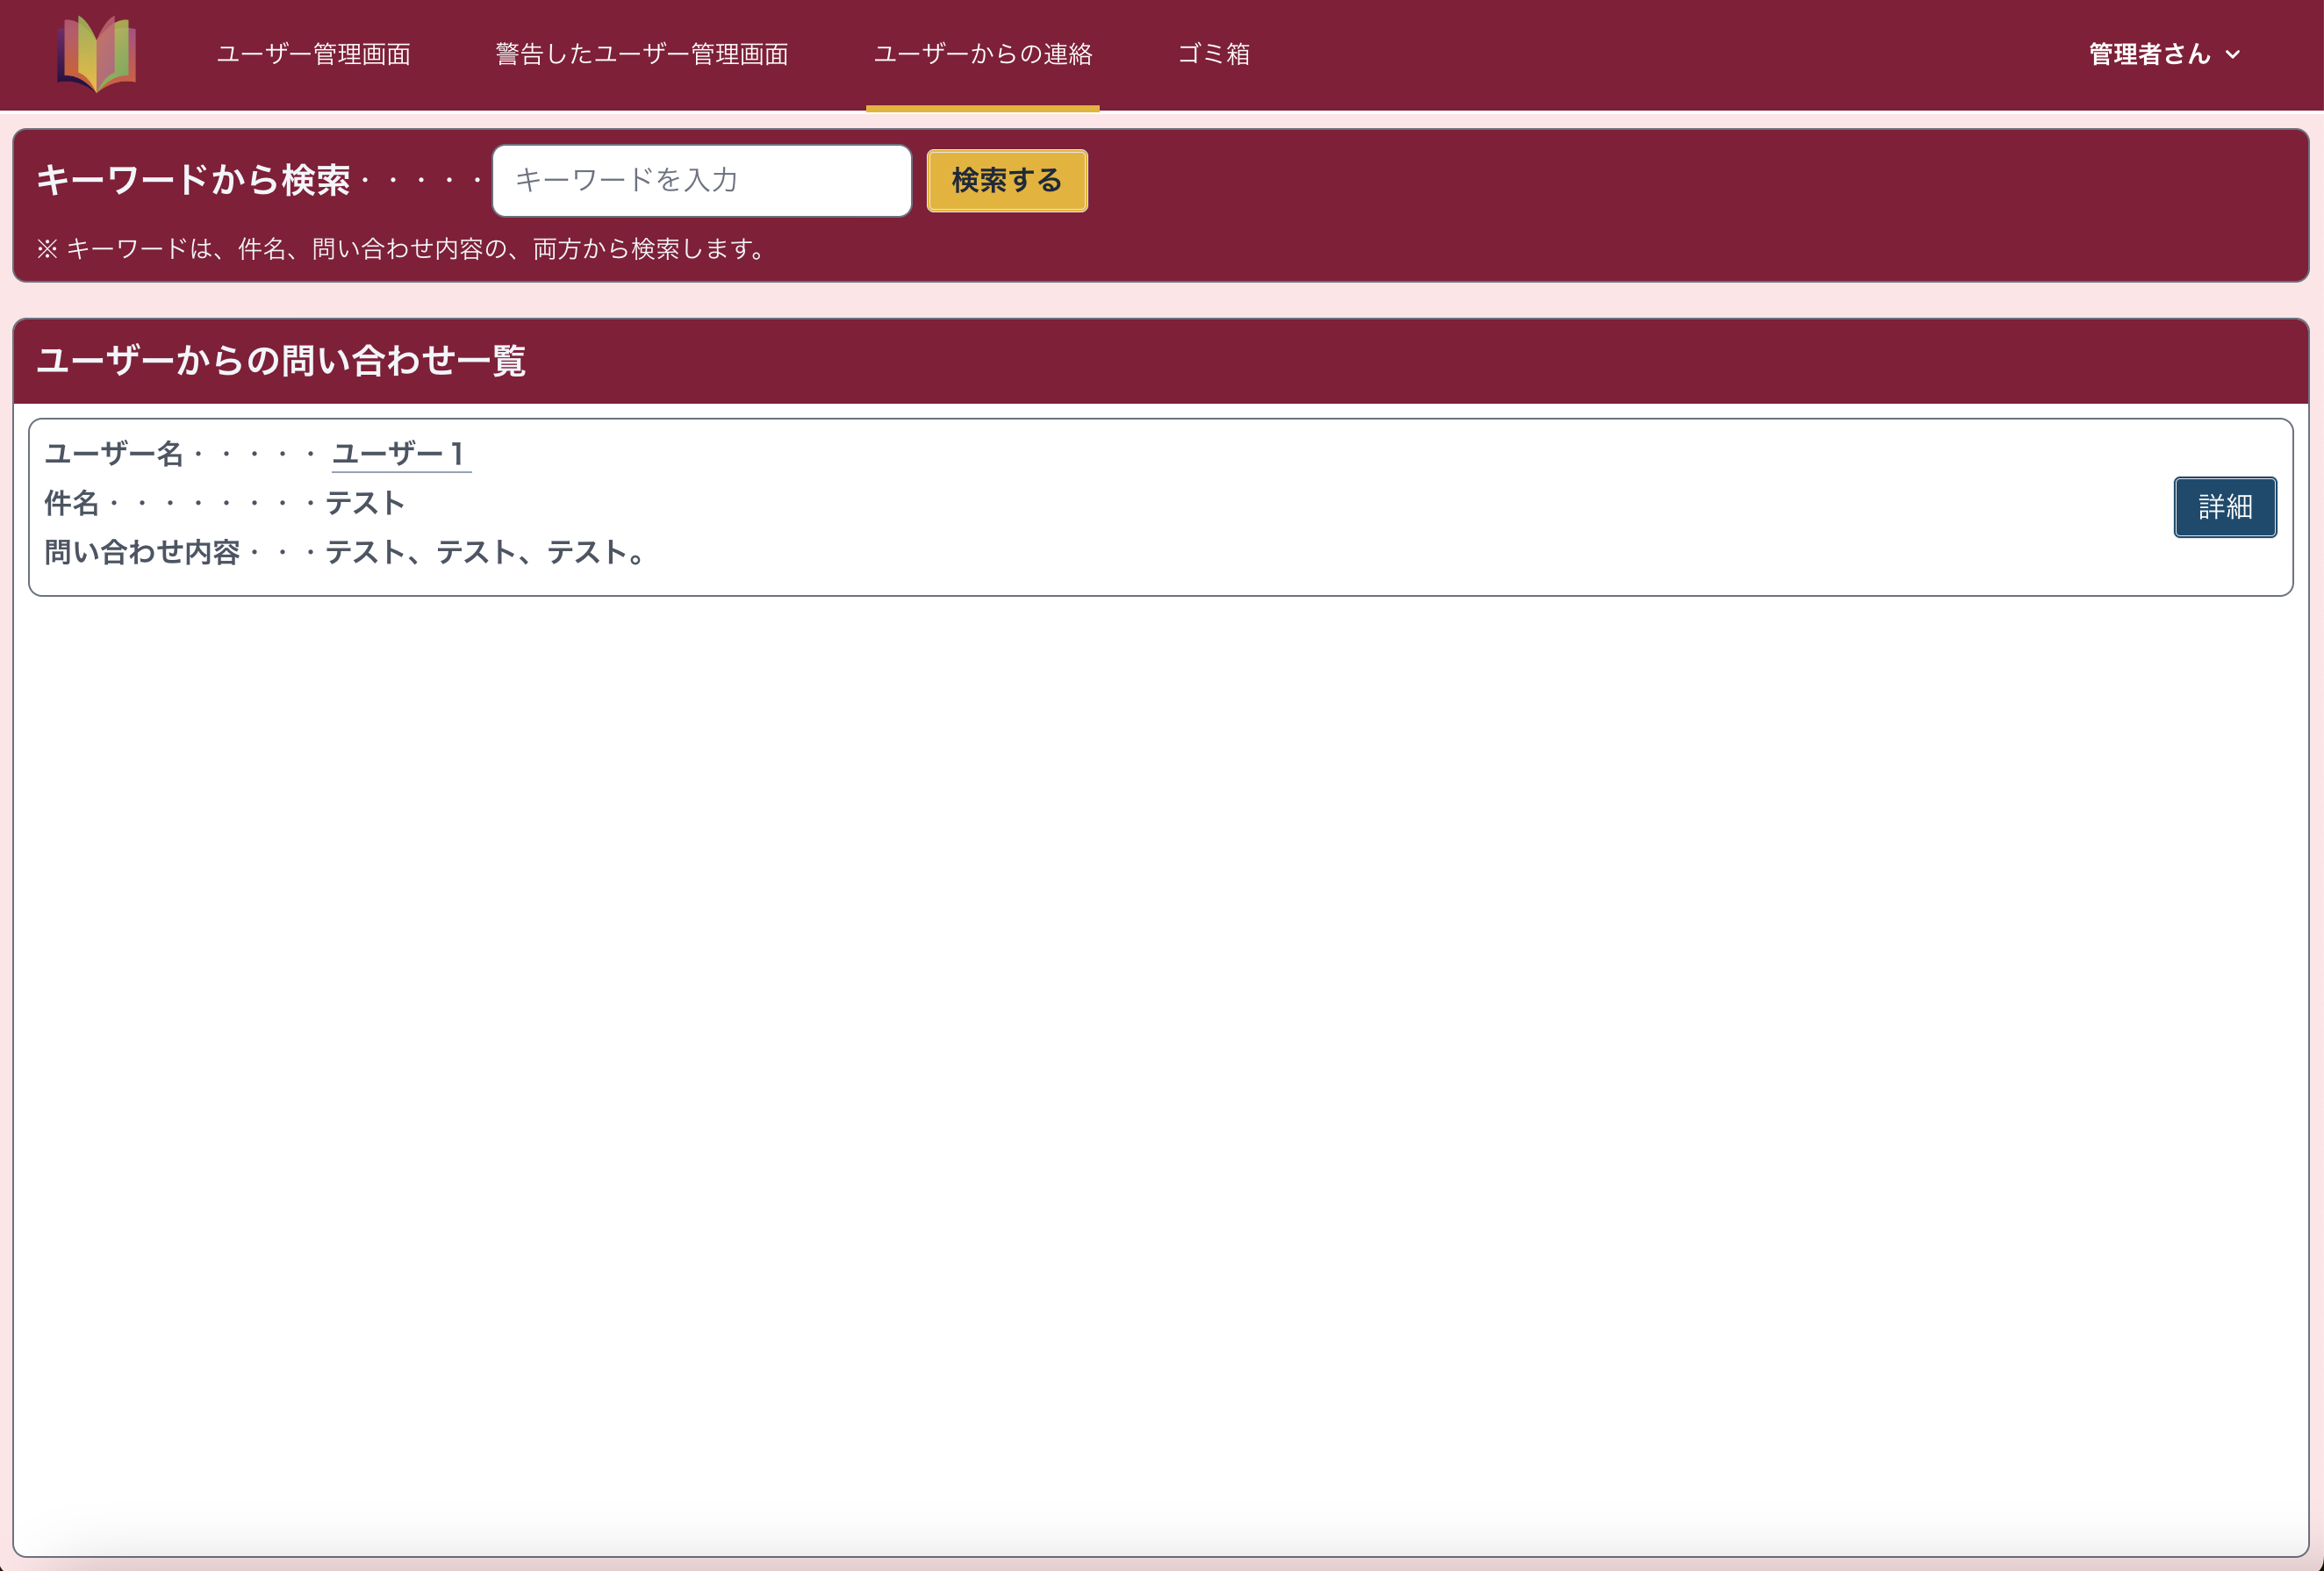 ユーザー管理画面 警告したユーザー管理画面 ユーザーからの連絡 ゴミ箱 管理者さん
キーワードから検索・・・・・ キーワードを入力 検索する
※ キーワードは、件名、問い合わせ内容の、両方から検索します。
ユーザーからの問い合わせ一覧
ユーザー名・・・・・ ユーザー1
件名・・・・・・・・テスト
問い合わせ内容・・・テスト、テスト、テスト。
詳細